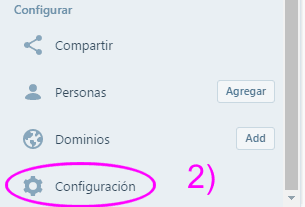 Configurar
Compartir
Personas Agregar
Dominios Add
Configuración 2)